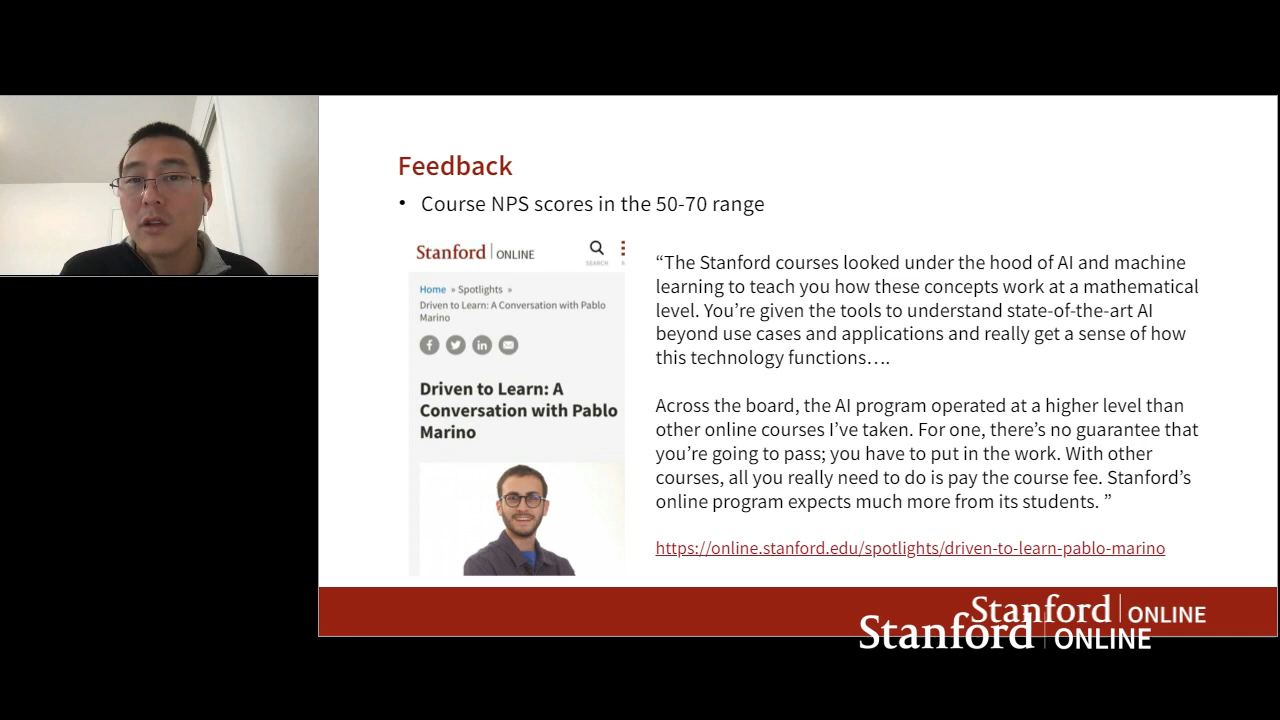 Feedback
• Course NPS scores in the 50-70 range
Stanford | ONLINE
SEARCH
Home » Spotlights »
Driven to Learn: A Conversation with Pablo
Marino
Driven to Learn: A
Conversation with Pablo
Marino
“The Stanford courses looked under the hood of AI and machine
learning to teach you how these concepts work at a mathematical
level. You’re given the tools to understand state-of-the-art AI
beyond use cases and applications and really get a sense of how
this technology functions….
Across the board, the AI program operated at a higher level than
other online courses I’ve taken. For one, there’s no guarantee that
you’re going to pass; you have to put in the work. With other
courses, all you really need to do is pay the course fee. Stanford’s
online program expects much more from its students. ”
https://online.stanford.edu/spotlights/driven-to-learn-pablo-marino
Stanford | ONLINE
Stanford | ONLINE